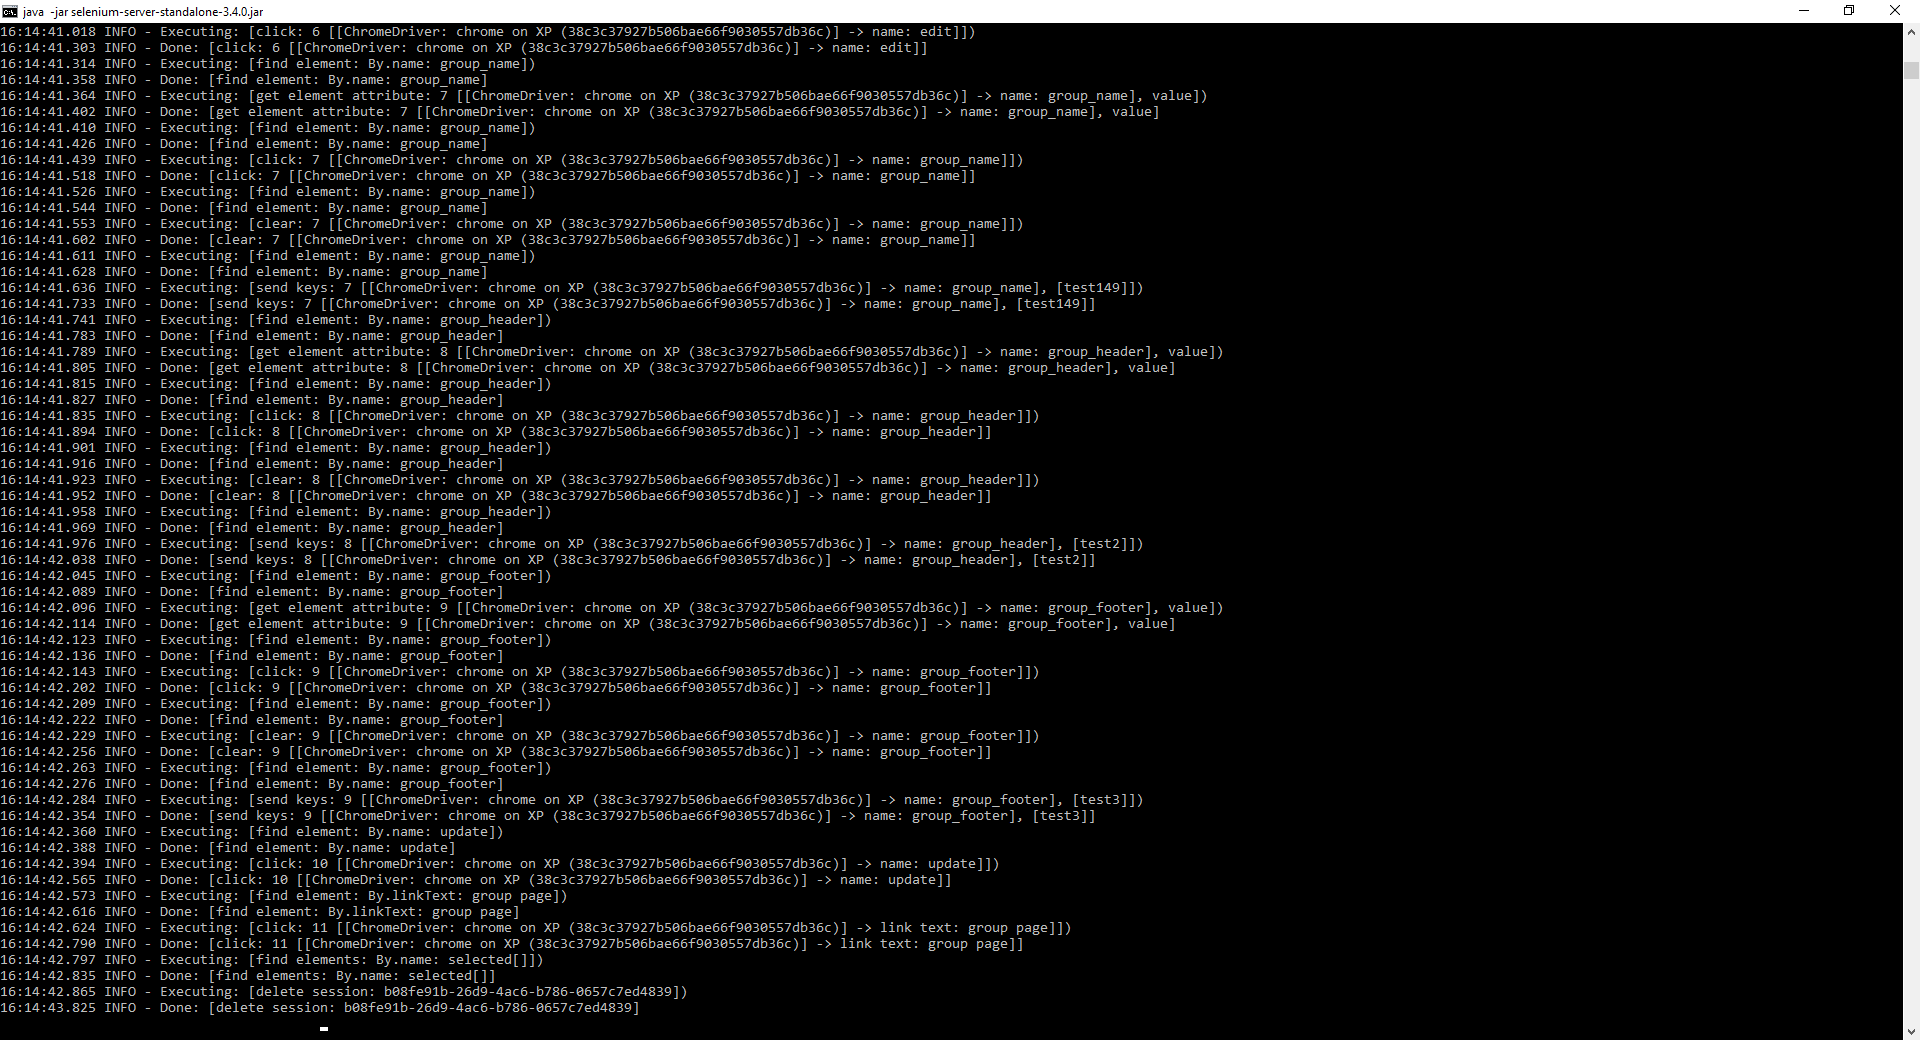 java -jar selenium-server-standalone-3.4.0.jar
16:14:41.018 INFO - Executing: [click: 6 [[ChromeDriver: chrome on XP (38c3c37927b506bae66f9030557db36c)] -> name: edit]])
16:14:41.303 INFO - Done: [click: 6 [[ChromeDriver: chrome on XP (38c3c37927b506bae66f9030557db36c)] -> name: edit]]
16:14:41.314 INFO - Executing: [find element: By.name: group_name])
16:14:41.358 INFO - Done: [find element: By.name: group_name]
16:14:41.364 INFO - Executing: [get element attribute: 7 [[ChromeDriver: chrome on XP (38c3c37927b506bae66f9030557db36c)] -> name: group_name], value])
16:14:41.402 INFO - Done: [get element attribute: 7 [[ChromeDriver: chrome on XP (38c3c37927b506bae66f9030557db36c)] -> name: group_name], value]
16:14:41.410 INFO - Executing: [find element: By.name: group_name])
16:14:41.426 INFO - Done: [find element: By.name: group_name]
16:14:41.439 INFO - Executing: [click: 7 [[ChromeDriver: chrome on XP (38c3c37927b506bae66f9030557db36c)] -> name: group_name]])
16:14:41.518 INFO - Done: [click: 7 [[ChromeDriver: chrome on XP (38c3c37927b506bae66f9030557db36c)] -> name: group_name]]
16:14:41.526 INFO - Executing: [find element: By.name: group_name])
16:14:41.544 INFO - Done: [find element: By.name: group_name]
16:14:41.553 INFO - Executing: [clear: 7 [[ChromeDriver: chrome on XP (38c3c37927b506bae66f9030557db36c)] -> name: group_name]])
16:14:41.602 INFO - Done: [clear: 7 [[ChromeDriver: chrome on XP (38c3c37927b506bae66f9030557db36c)] -> name: group_name]]
16:14:41.611 INFO - Executing: [find element: By.name: group_name])
16:14:41.628 INFO - Done: [find element: By.name: group_name]
16:14:41.636 INFO - Executing: [send keys: 7 [[ChromeDriver: chrome on XP (38c3c37927b506bae66f9030557db36c)] -> name: group_name], [test149]])
16:14:41.733 INFO - Done: [send keys: 7 [[ChromeDriver: chrome on XP (38c3c37927b506bae66f9030557db36c)] -> name: group_name], [test149]]
16:14:41.741 INFO - Executing: [find element: By.name: group_header])
16:14:41.783 INFO - Done: [find element: By.name: group_header]
16:14:41.789 INFO - Executing: [get element attribute: 8 [[ChromeDriver: chrome on XP (38c3c37927b506bae66f9030557db36c)] -> name: group_header], value])
16:14:41.805 INFO - Done: [get element attribute: 8 [[ChromeDriver: chrome on XP (38c3c37927b506bae66f9030557db36c)] -> name: group_header], value]
16:14:41.815 INFO - Executing: [find element: By.name: group_header])
16:14:41.827 INFO - Done: [find element: By.name: group_header]
16:14:41.835 INFO - Executing: [click: 8 [[ChromeDriver: chrome on XP (38c3c37927b506bae66f9030557db36c)] -> name: group_header]])
16:14:41.894 INFO - Done: [click: 8 [[ChromeDriver: chrome on XP (38c3c37927b506bae66f9030557db36c)] -> name: group_header]]
16:14:41.901 INFO - Executing: [find element: By.name: group_header])
16:14:41.916 INFO - Done: [find element: By.name: group_header]
16:14:41.923 INFO - Executing: [clear: 8 [[ChromeDriver: chrome on XP (38c3c37927b506bae66f9030557db36c)] -> name: group_header]])
16:14:41.952 INFO - Done: [clear: 8 [[ChromeDriver: chrome on XP (38c3c37927b506bae66f9030557db36c)] -> name: group_header]]
16:14:41.958 INFO - Executing: [find element: By.name: group_header])
16:14:41.969 INFO - Done: [find element: By.name: group_header]
16:14:41.976 INFO - Executing: [send keys: 8 [[ChromeDriver: chrome on XP (38c3c37927b506bae66f9030557db36c)] -> name: group_header], [test2]])
16:14:42.038 INFO - Done: [send keys: 8 [[ChromeDriver: chrome on XP (38c3c37927b506bae66f9030557db36c)] -> name: group_header], [test2]]
16:14:42.045 INFO - Executing: [find element: By.name: group_footer])
16:14:42.089 INFO - Done: [find element: By.name: group_footer]
16:14:42.096 INFO - Executing: [get element attribute: 9 [[ChromeDriver: chrome on XP (38c3c37927b506bae66f9030557db36c)] -> name: group_footer], value])
16:14:42.114 INFO - Done: [get element attribute: 9 [[ChromeDriver: chrome on XP (38c3c37927b506bae66f9030557db36c)] -> name: group_footer], value]
16:14:42.123 INFO - Executing: [find element: By.name: group_footer])
16:14:42.136 INFO - Done: [find element: By.name: group_footer]
16:14:42.143 INFO - Executing: [click: 9 [[ChromeDriver: chrome on XP (38c3c37927b506bae66f9030557db36c)] -> name: group_footer]])
16:14:42.202 INFO - Done: [click: 9 [[ChromeDriver: chrome on XP (38c3c37927b506bae66f9030557db36c)] -> name: group_footer]]
16:14:42.209 INFO - Executing: [find element: By.name: group_footer])
16:14:42.222 INFO - Done: [find element: By.name: group_footer]
16:14:42.229 INFO - Executing: [clear: 9 [[ChromeDriver: chrome on XP (38c3c37927b506bae66f9030557db36c)] -> name: group_footer]])
16:14:42.256 INFO - Done: [clear: 9 [[ChromeDriver: chrome on XP (38c3c37927b506bae66f9030557db36c)] -> name: group_footer]]
16:14:42.263 INFO - Executing: [find element: By.name: group_footer])
16:14:42.276 INFO - Done: [find element: By.name: group_footer]
16:14:42.284 INFO - Executing: [send keys: 9 [[ChromeDriver: chrome on XP (38c3c37927b506bae66f9030557db36c)] -> name: group_footer], [test3]])
16:14:42.354 INFO - Done: [send keys: 9 [[ChromeDriver: chrome on XP (38c3c37927b506bae66f9030557db36c)] -> name: group_footer], [test3]]
16:14:42.360 INFO - Executing: [find element: By.name: update])
16:14:42.388 INFO - Done: [find element: By.name: update]
16:14:42.394 INFO - Executing: [click: 10 [[ChromeDriver: chrome on XP (38c3c37927b506bae66f9030557db36c)] -> name: update]])
16:14:42.565 INFO - Done: [click: 10 [[ChromeDriver: chrome on XP (38c3c37927b506bae66f9030557db36c)] -> name: update]]
16:14:42.573 INFO - Executing: [find element: By.linkText: group page])
16:14:42.616 INFO - Done: [find element: By.linkText: group page]
16:14:42.624 INFO - Executing: [click: 11 [[ChromeDriver: chrome on XP (38c3c37927b506bae66f9030557db36c)] -> link text: group page]])
16:14:42.790 INFO - Done: [click: 11 [[ChromeDriver: chrome on XP (38c3c37927b506bae66f9030557db36c)] -> link text: group page]]
16:14:42.797 INFO - Executing: [find elements: By.name: selected[]])
16:14:42.835 INFO - Done: [find elements: By.name: selected[]]
16:14:42.865 INFO - Executing: [delete session: b08fe91b-26d9-4ac6-b786-0657c7ed4839])
16:14:43.825 INFO - Done: [delete session: b08fe91b-26d9-4ac6-b786-0657c7ed4839]